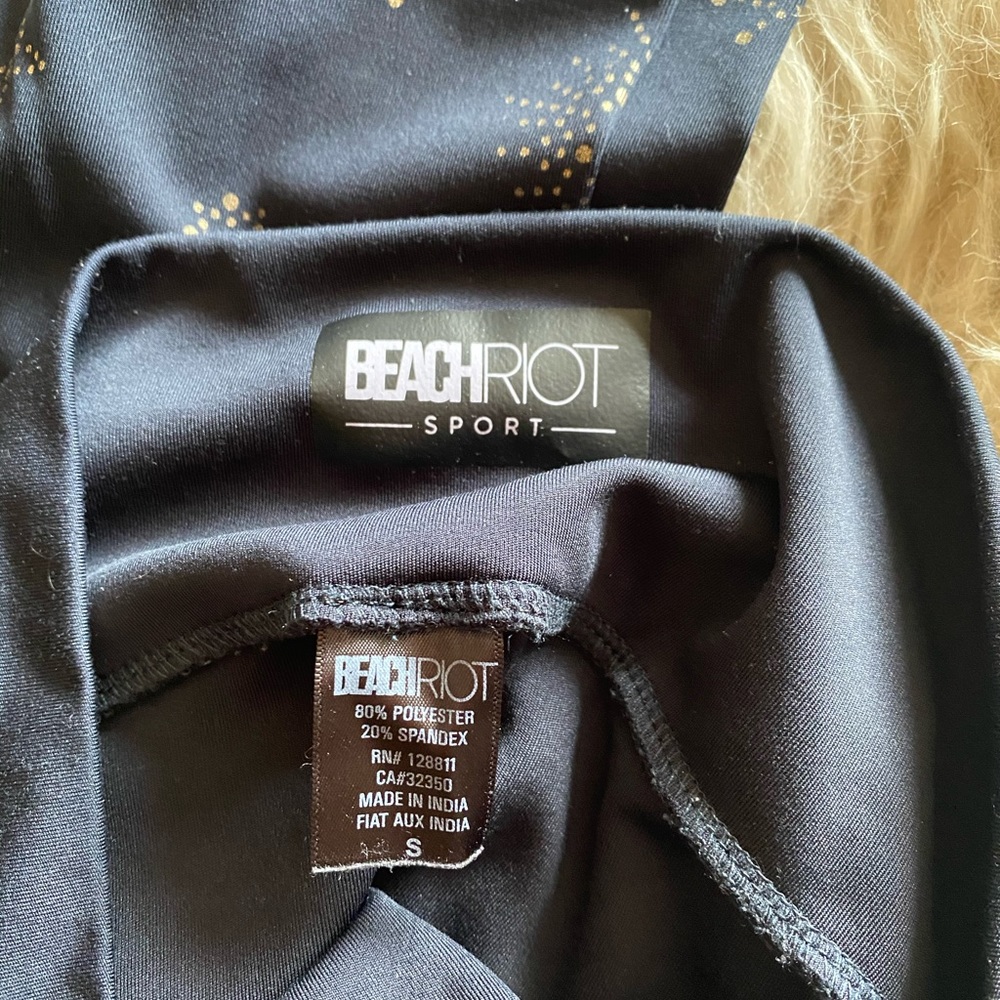 BEACHRIOT
SPORT
BEACHRIOT
80% POLYESTER
20% SPANDEX
RN# 128811
CA#32350
MADE IN INDIA
FIAT AUX INDIA
S